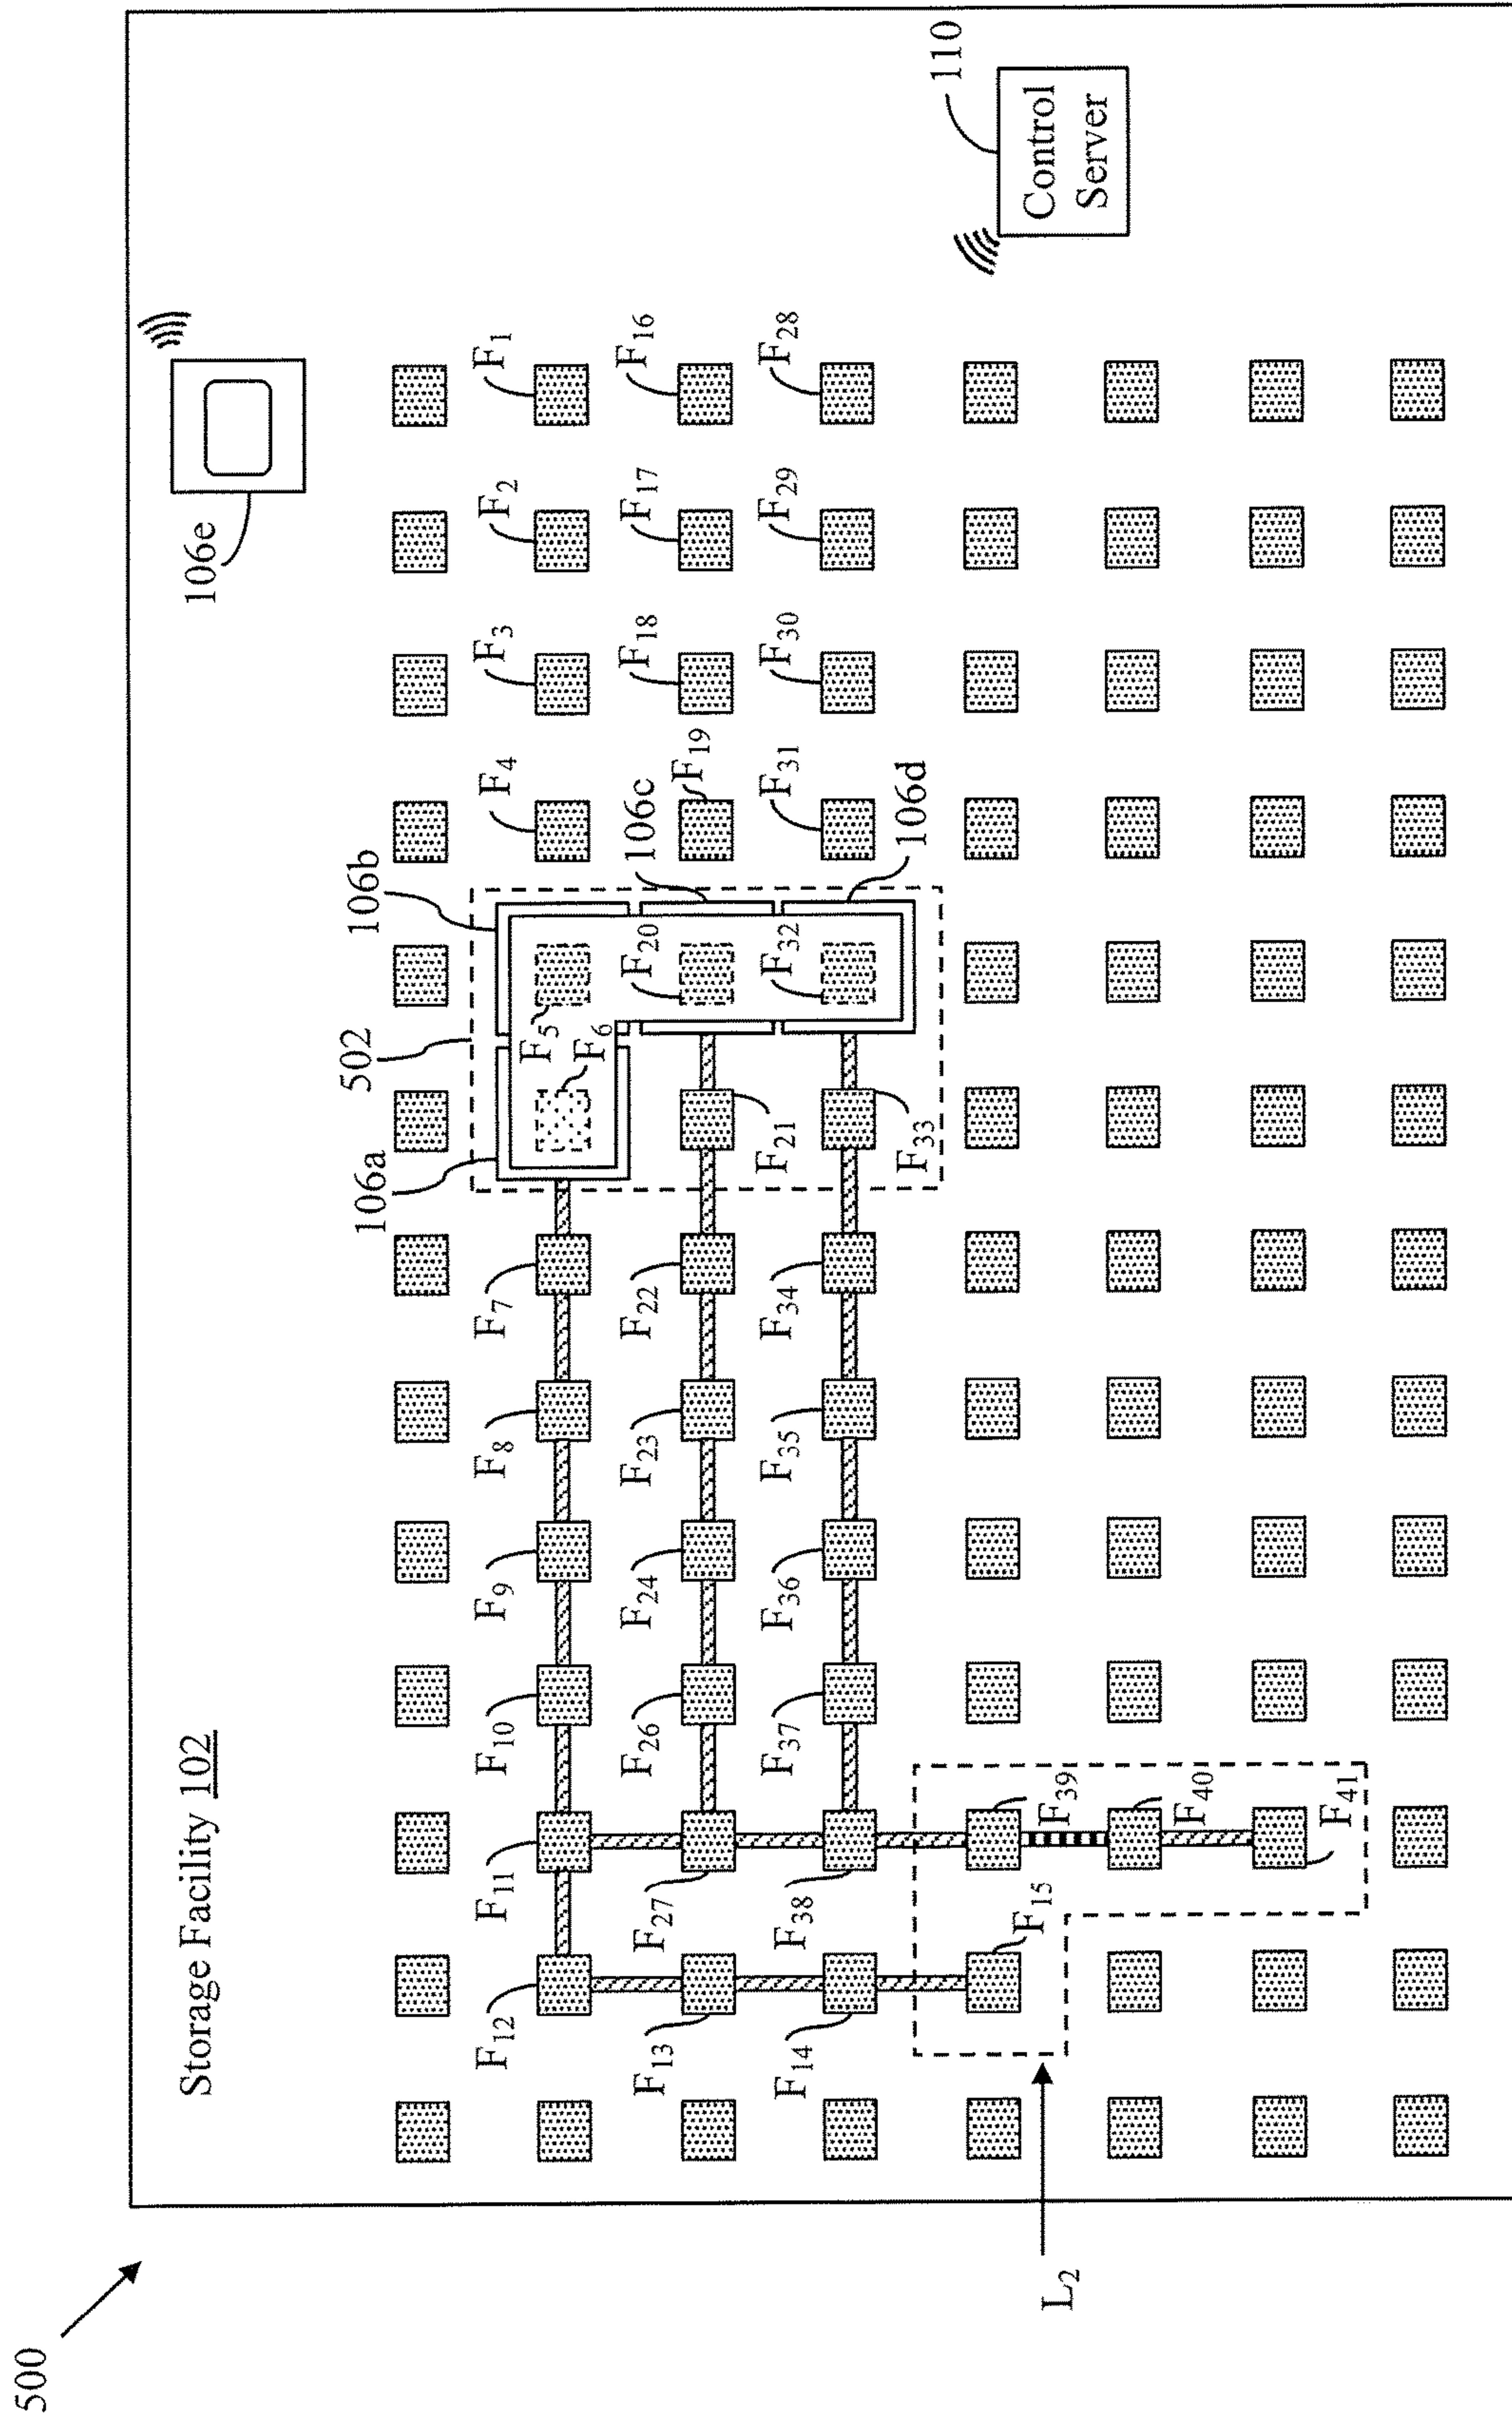 500
Storage Facility 102
106e
106a
502
106b
F₁₂
F₁₁
F₁₀
F₉
F₈
F₇
F₆
F₅
F₄
F₃
F₂
F₁
F₁₃
F₂₇
F₂₆
F₂₄
F₂₃
F₂₂
F₂₀
106c
F₁₉
F₁₈
F₁₇
F₁₆
F₁₄
F₃₈
F₃₇
F₃₆
F₃₅
F₃₄
F₂₁
F₃₂
F₃₁
F₃₀
F₂₉
F₂₈
F₃₃
106d
110
Control
Server
L₂
F₁₅
F₃₉
F₄₀
F₄₁